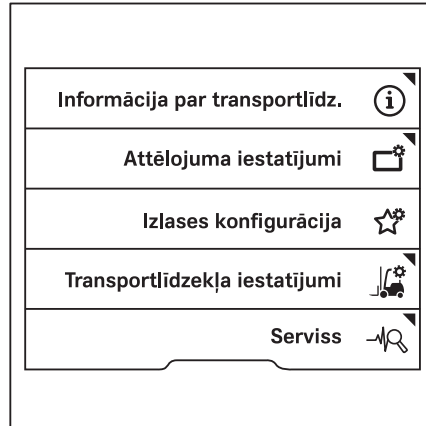 Informācija par transportlīdz.
Attēlojuma iestatījumi
Izlases konfigurācija
Transportlīdzekļa iestatījumi
Serviss